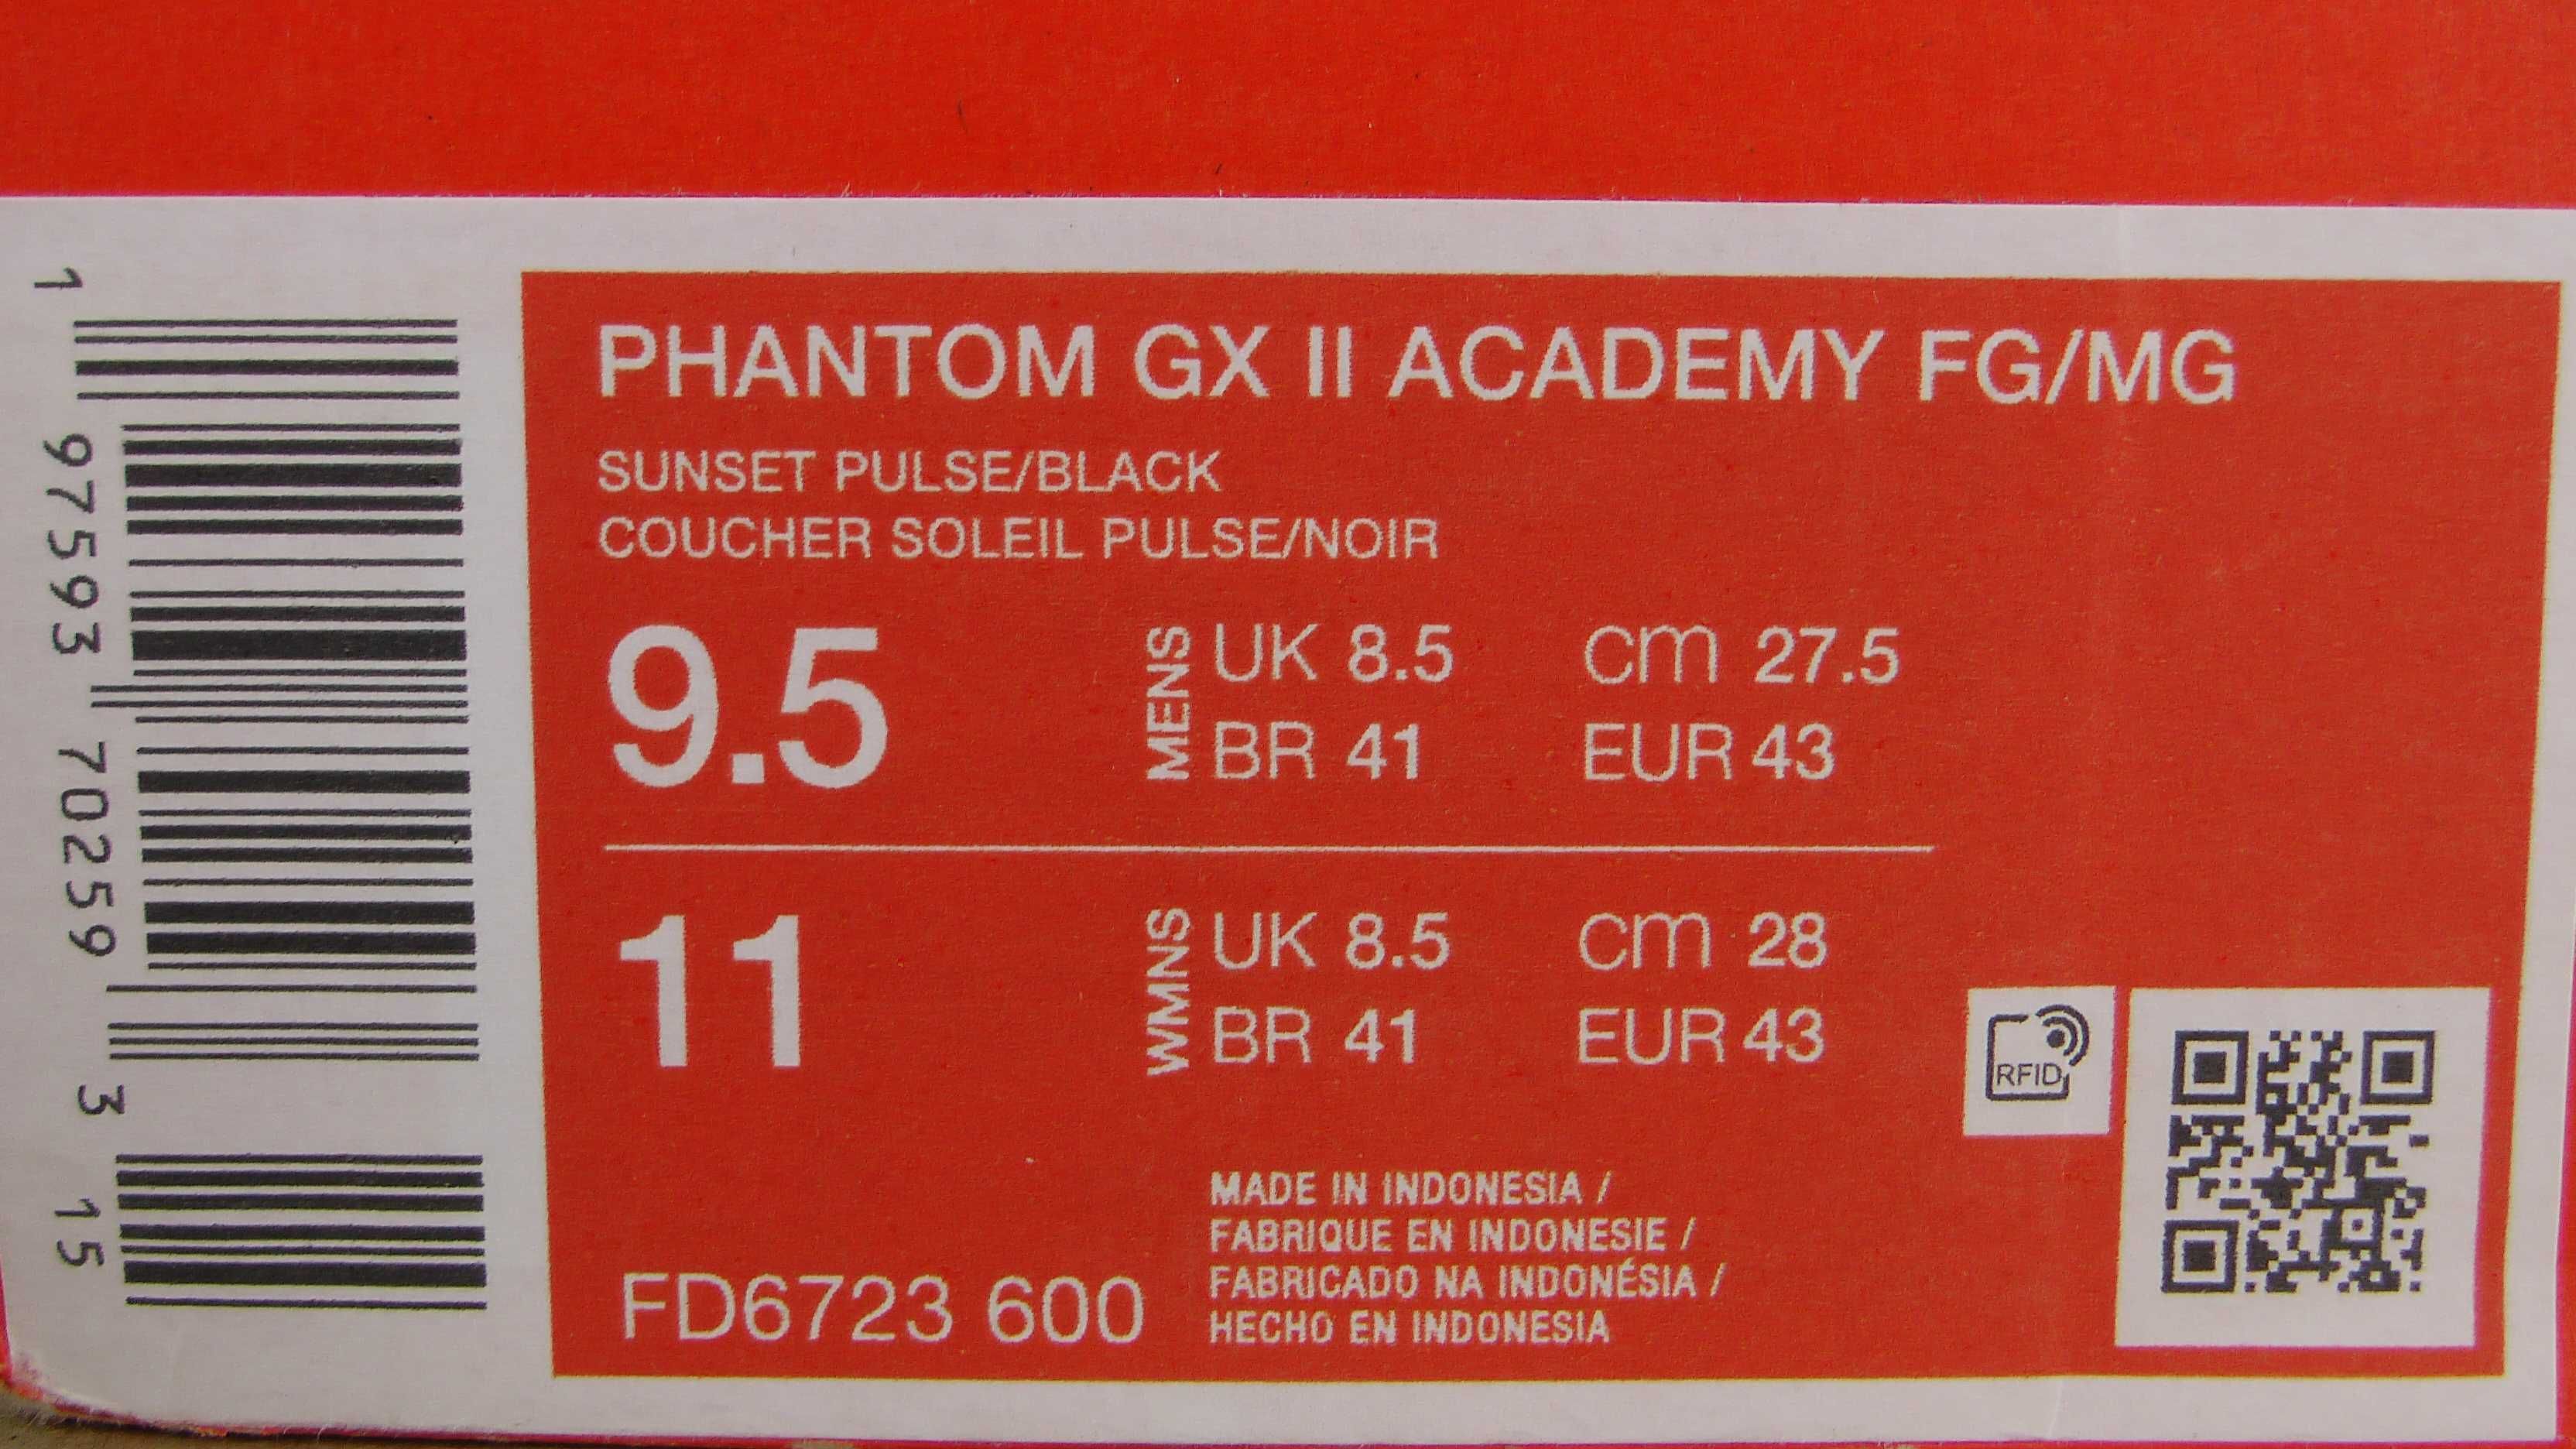 PHANTOM GX II ACADEMY FG/MG
SUNSET PULSE/BLACK
COUCHER SOLEIL PULSE/NOIR
9.5 MENS UK 8.5 CM 27.5
BR 41 EUR 43
11 WMNS UK 8.5 CM 28
BR 41 EUR 43
RFID
MADE IN INDONESIA /
FABRIQUE EN INDONESIE /
FABRICADO NA INDONÉSIA /
HECHO EN INDONESIA
FD6723 600
1 97593 70259 3 15